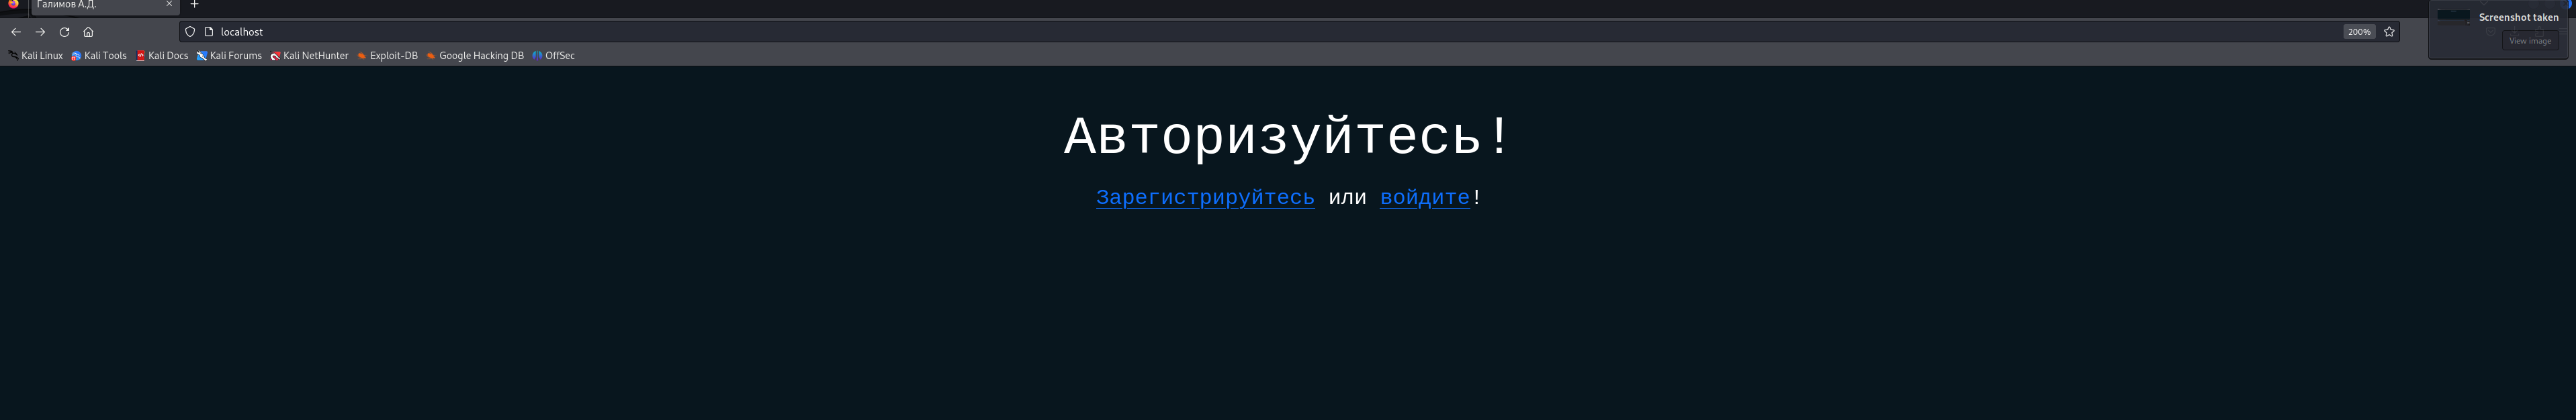 Галимов А.Д.
Screenshot taken
localhost
200%
View image
Kali Linux Kali Tools Kali Docs Kali Forums Kali NetHunter Exploit-DB Google Hacking DB OffSec
Авторизуйтесь!
Зарегистрируйтесь или войдите!